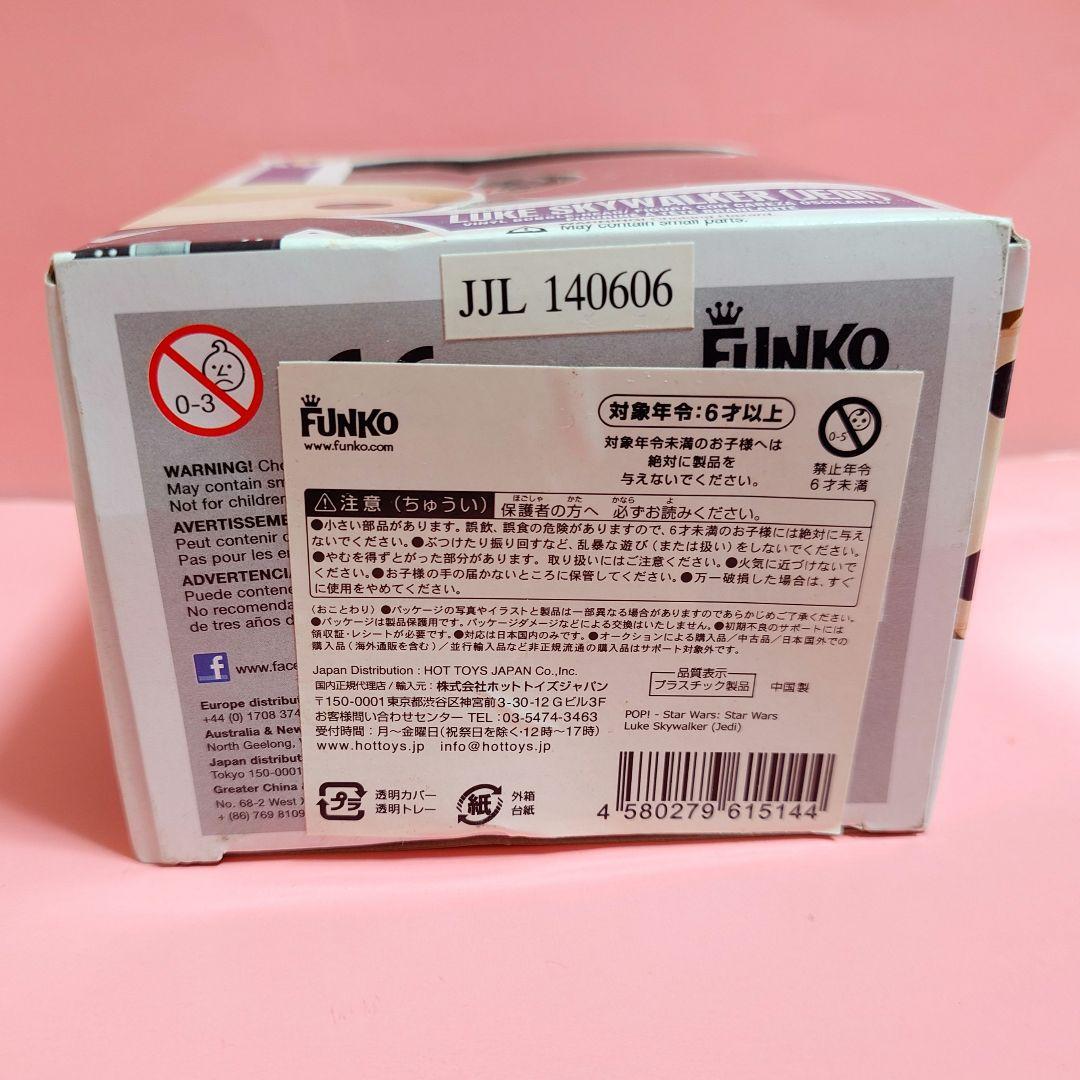 LUKE SKYWALKER (JEDI)
May contain small parts.
JJL 140606
FUNKO
0-3
WARNING!
May contain
Not for children
AVERTISSEME
Peut contenir
Pas pour les
ADVERTENCI
Puede contene
No recomenda
de tres años d
www.face
Europe distribu
+44 (0) 1708 374
Australia & New
North Geelong,
Japan distribut
Tokyo 150-0001
Greater China
No. 68-2 West
+ (86) 769 8109
FUNKO
www.funko.com
対象年令:6才以上
対象年令未満のお子様へは
絶対に製品を
与えないでください。
0-5
禁止年令
6才未満
注意(ちゅうい)
ほごしゃ かた かなら よ
保護者の方へ 必ずお読みください。
●小さい部品があります。誤飲、誤食の危険がありますので、6才未満のお子様には絶対に与え
ないでください。●ぶつけたり振り回すなど、乱暴な遊び(または扱い)をしないでください。
●やむを得ずとがった部分があります。取り扱いにはご注意ください。●火気に近づけないで
ください。●お子様の手の届かないところに保管してください。●万一破損した場合は、すぐ
に使用をやめてください。
(おことわり)●パッケージの写真やイラストと製品は一部異なる場合がありますのであらかじめご了承ください。
●パッケージは製品保護用です。パッケージダメージなどによる交換はいたしません。●初期不良のサポートには
領収証・レシートが必要です。●対応は日本国内のみです。●オークションによる購入品/中古品/日本国外での
購入品(海外通販を含む)/並行輸入品など非正規流通の購入品はサポート対象外です。
Japan Distribution : HOT TOYS JAPAN Co.,Inc.
国内正規代理店/輸入元:株式会社ホットトイズジャパン
〒150-0001東京都渋谷区神宮前3-30-12 Gビル3F
お客様問い合わせセンター TEL:03-5474-3463
受付時間:月〜金曜日(祝祭日を除く・12時〜17時)
www.hottoys.jp info@hottoys.jp
品質表示
プラスチック製品
中国製
POP! - Star Wars: Star Wars
Luke Skywalker (Jedi)
プラ
透明カバー
透明トレー
紙
外箱
台紙
4 580279 615144